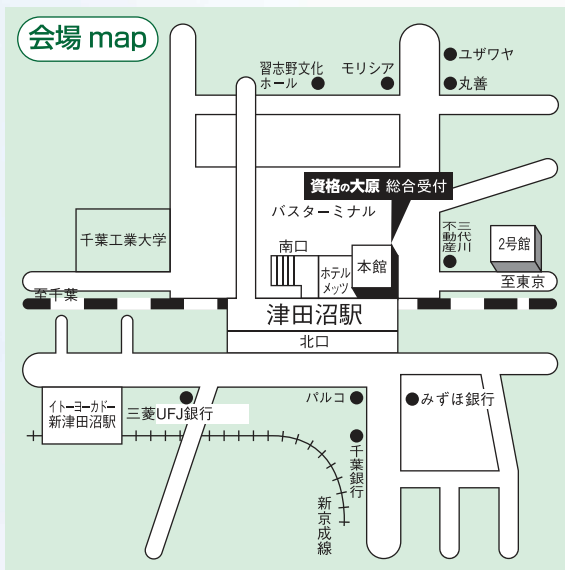 会場 map
ユザワヤ
習志野文化
ホール
モリシア
丸善
資格の大原 総合受付
バスターミナル
千葉工業大学
南口
三代川
不動産
2号館
本館
ホテル
メッツ
至千葉
至東京
津田沼駅
北口
イトーヨーカドー
新津田沼駅
三菱UFJ銀行
パルコ
みずほ銀行
千葉銀行
新京成線